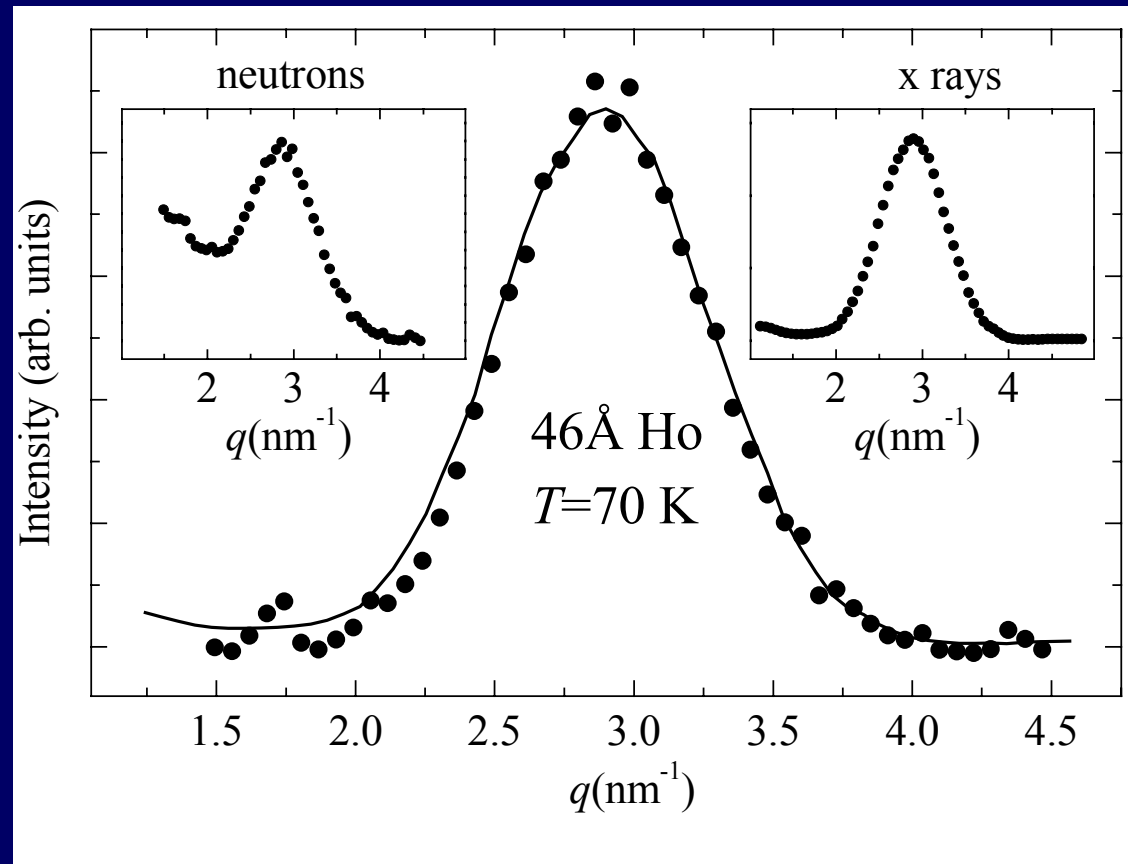 neutrons
x rays
2 3 4
q(nm⁻¹)
2 3 4
q(nm⁻¹)
46Å Ho
T=70 K
Intensity (arb. units)
1.5 2.0 2.5 3.0 3.5 4.0 4.5
q(nm⁻¹)